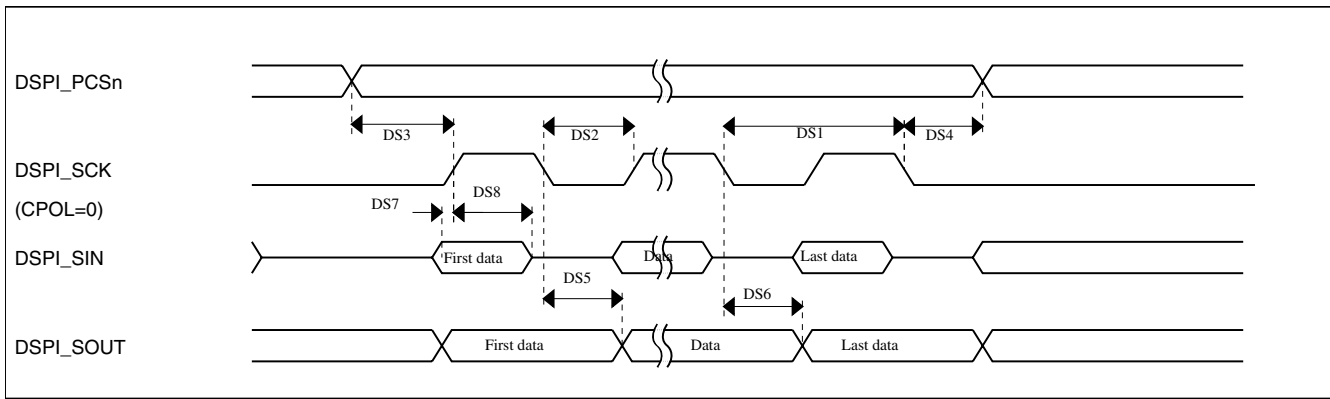 DSPI_PCSn
DS3
DS2
DS1
DS4
DSPI_SCK
(CPOL=0)
DS7
DS8
DSPI_SIN
First data
Data
Last data
DS5
DS6
DSPI_SOUT
First data
Data
Last data